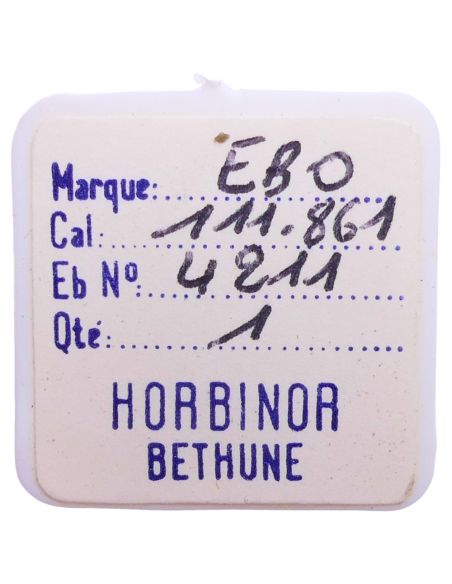 Marque: EBO
Cal: 111.861
Eb Nº: 4211
Qté: 1
HORBINOR
BETHUNE